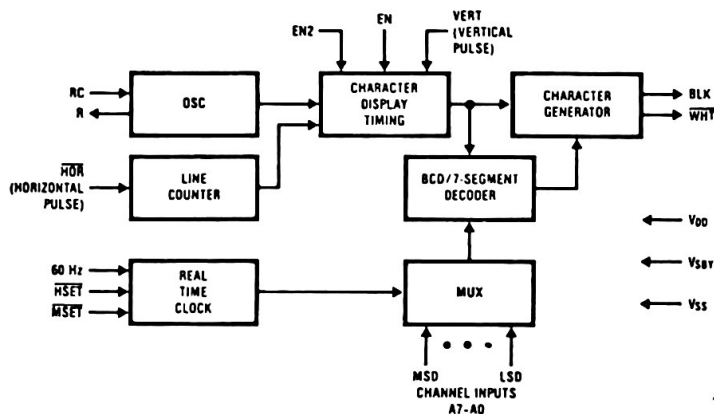 VERT
(VERTICAL
PULSE)
EN
EN2
RC
R
OSC
CHARACTER
DISPLAY
TIMING
CHARACTER
GENERATOR
BLK
WHT
HOR
(HORIZONTAL
PULSE)
LINE
COUNTER
BCD/7-SEGMENT
DECODER
VDD
60 Hz
HSET
MSET
REAL
TIME
CLOCK
MUX
VSBY
VSS
MSD
LSD
CHANNEL INPUTS
A7-A0